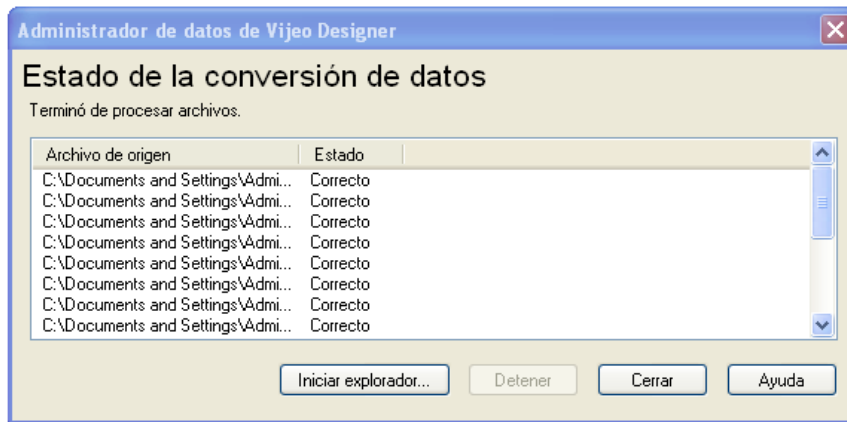 Administrador de datos de Vijeo Designer
Estado de la conversión de datos
Terminó de procesar archivos.
Archivo de origen Estado
C:\Documents and Settings\Admi... Correcto
C:\Documents and Settings\Admi... Correcto
C:\Documents and Settings\Admi... Correcto
C:\Documents and Settings\Admi... Correcto
C:\Documents and Settings\Admi... Correcto
C:\Documents and Settings\Admi... Correcto
C:\Documents and Settings\Admi... Correcto
C:\Documents and Settings\Admi... Correcto
Iniciar explorador... Detener Cerrar Ayuda